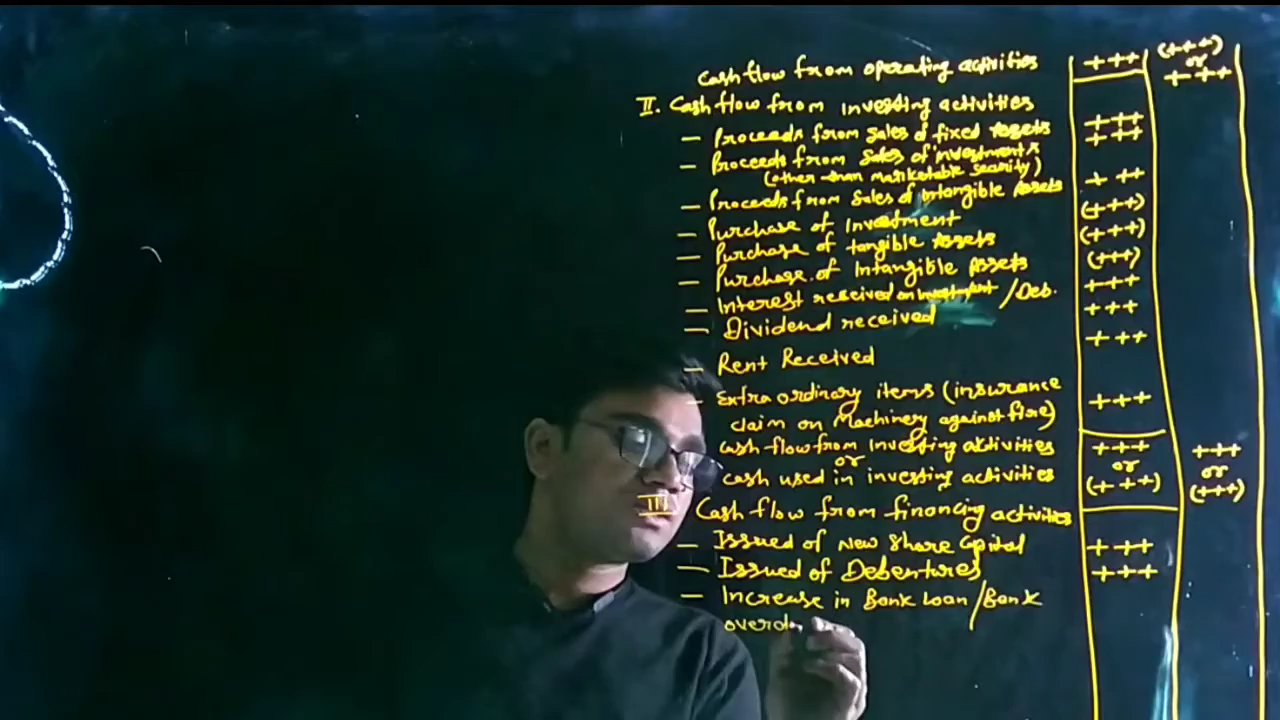 Cash flow from operating activities +++ (+++)
or
+++
II. Cash flow from investing activities
— Proceeds from sales of fixed Assets +++
— Proceeds from sales of investments +++
(other than marketable security)
— Proceeds from sales of Intangible Assets +++
— Purchase of Investment (+++)
— Purchase of tangible Assets (+++)
— Purchase of Intangible Assets (+++)
— Interest received on Investment / Deb. +++
— Dividend received +++
— Rent Received +++
— Extra ordinary items (insurance
claim on Machinery against fire) +++
Cash flow from investing activities +++ +++
or or or
cash used in investing activities (+++) (+++)
III Cash flow from financing activities
— Issued of New Share Capital +++
— Issued of Debentures +++
— Increase in Bank Loan / Bank
overd